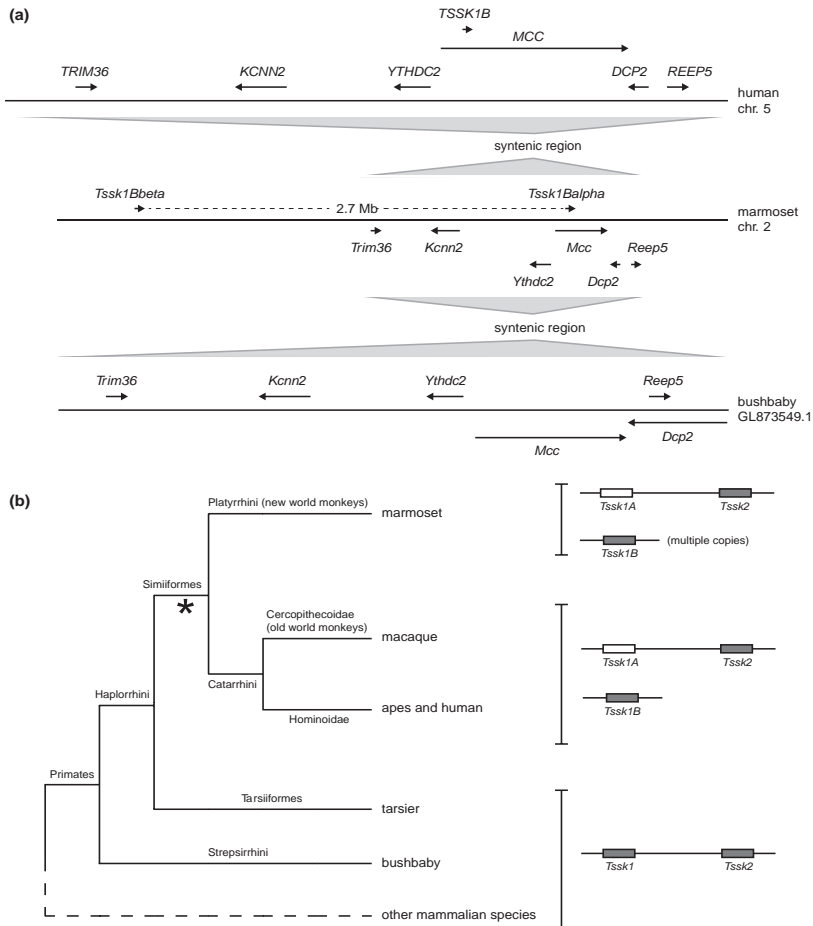 (a)
TSSK1B
MCC
TRIM36 KCNN2 YTHDC2 DCP2 REEP5
human
chr. 5
syntenic region
Tssk1Bbeta Tssk1Balpha
2.7 Mb
marmoset
chr. 2
Trim36 Kcnn2 Mcc Reep5
Ythdc2 Dcp2
syntenic region
Trim36 Kcnn2 Ythdc2 Reep5
bushbaby
GL873549.1
Dcp2
Mcc
(b)
Platyrrhini (new world monkeys)
marmoset
Tssk1A Tssk2
(multiple copies)
Tssk1B
Simiiformes
*
Cercopithecoidae
(old world monkeys)
macaque
Tssk1A Tssk2
Catarrhini
Haplorrhini
apes and human
Hominoidae
Tssk1B
Primates
Tarsiiformes
tarsier
Strepsirrhini
bushbaby
Tssk1 Tssk2
other mammalian species